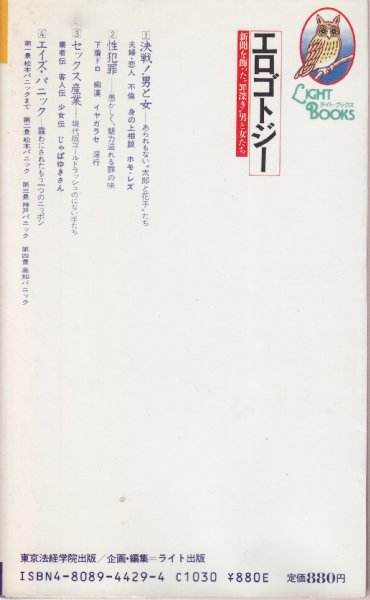 LIGHT
ライト・ブックス
BOOKS
エロゴトジー
新聞を飾った“罪深き”男と女たち
1 決戦！男と女——あられもない“太郎と花子”たち
夫婦・恋人 不倫 身の上相談 ホモ・レズ
2 性犯罪——愚かしくも魅力溢れる罪の味
下着ドロ 痴漢 イヤガラセ 淫行
3 セックス産業——現代版ゴールドラッシュのにない手たち
業者伝 客人伝 少女伝 じゃぱゆきさん
4 エイズ・パニック——露わにされたもう一つのニッポン
第一景 松本パニックまで 第二景 松本パニック 第三景 神戸パニック 第四景 高知パニック
東京法経学院出版／企画・編集＝ライト出版
ISBN4-8089-4429-4 C1030 ¥880E 定価880円